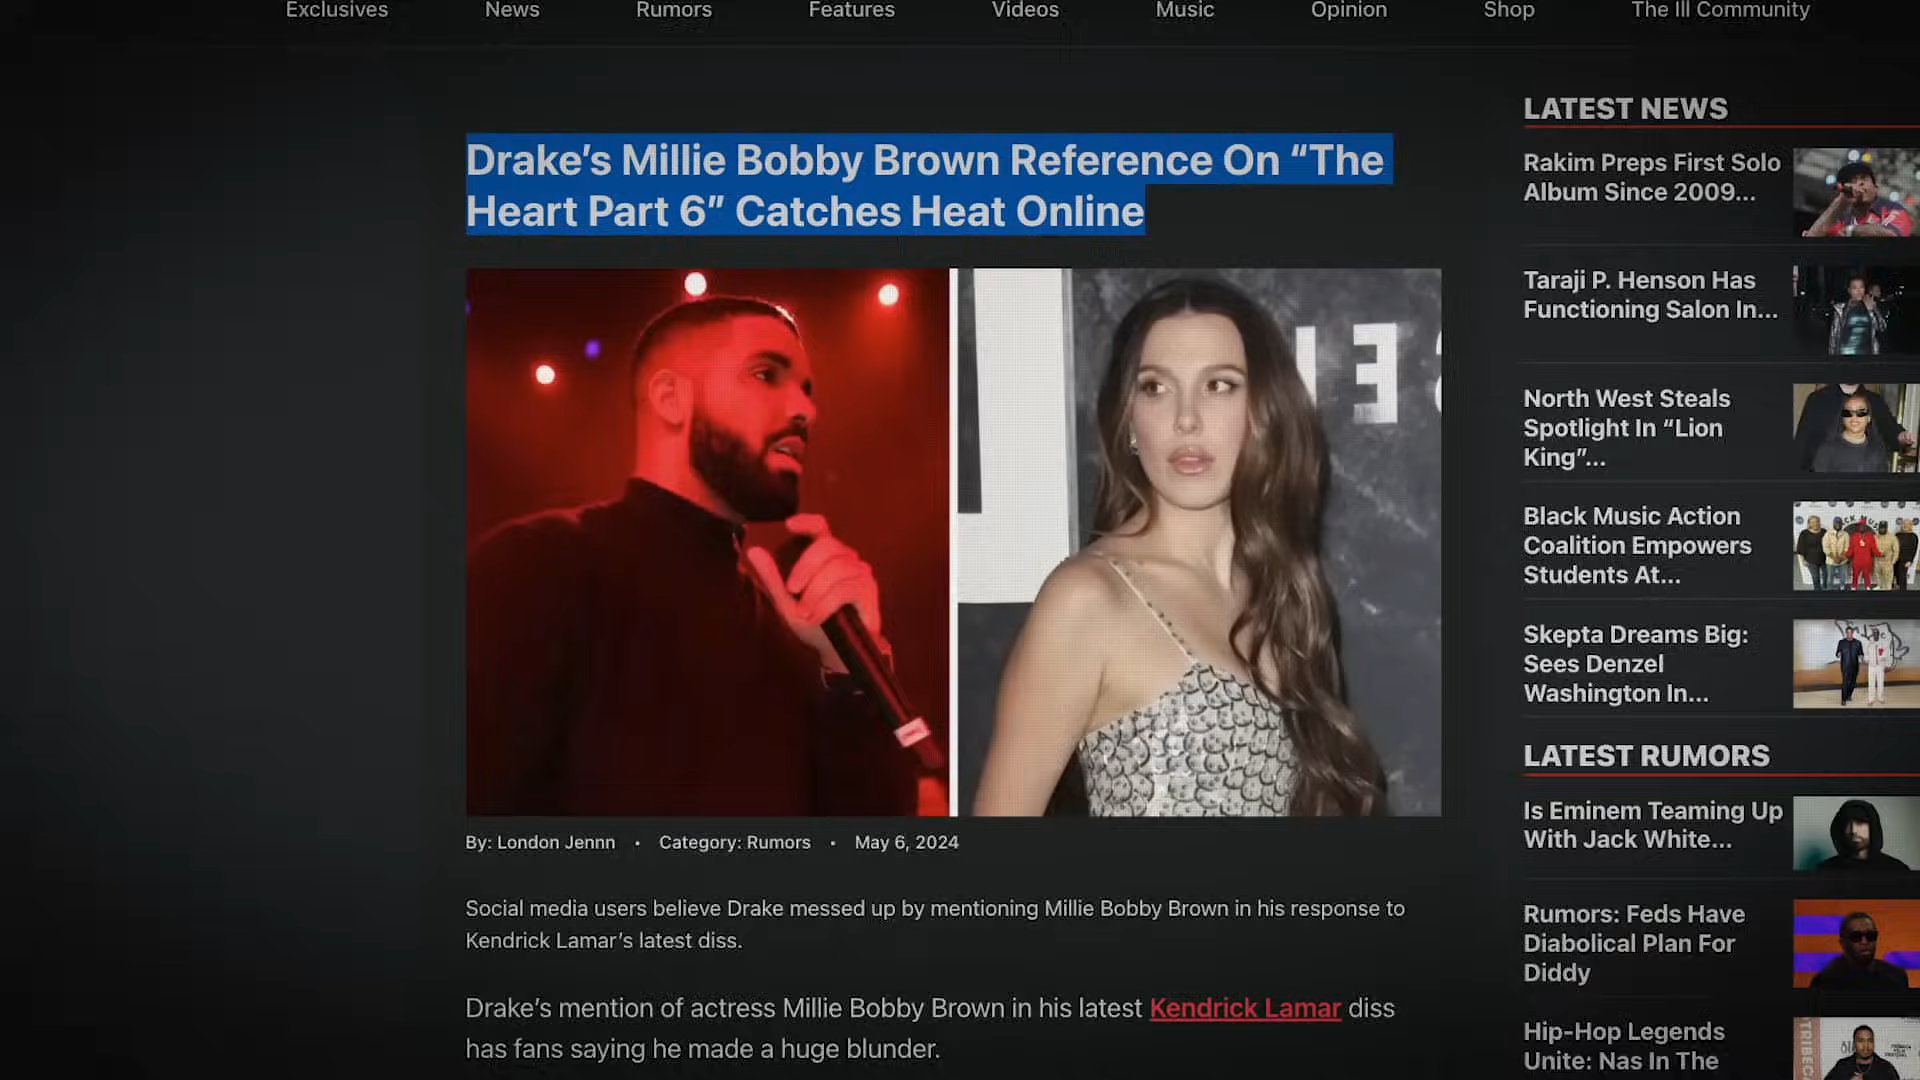 Exclusives News Rumors Features Videos Music Opinion Shop The Ill Community
Drake’s Millie Bobby Brown Reference On “The
Heart Part 6” Catches Heat Online
By: London Jennn • Category: Rumors • May 6, 2024
Social media users believe Drake messed up by mentioning Millie Bobby Brown in his response to
Kendrick Lamar’s latest diss.
Drake’s mention of actress Millie Bobby Brown in his latest Kendrick Lamar diss
has fans saying he made a huge blunder.
LATEST NEWS
Rakim Preps First Solo
Album Since 2009...
Taraji P. Henson Has
Functioning Salon In...
North West Steals
Spotlight In “Lion
King”...
Black Music Action
Coalition Empowers
Students At...
Skepta Dreams Big:
Sees Denzel
Washington In...
LATEST RUMORS
Is Eminem Teaming Up
With Jack White...
Rumors: Feds Have
Diabolical Plan For
Diddy
Hip-Hop Legends
Unite: Nas In The